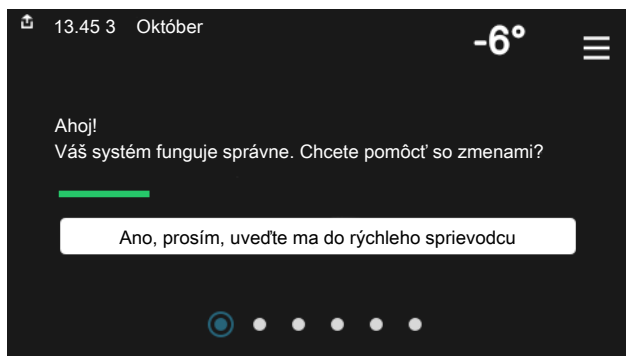 13.45 3 Október
-6°
Ahoj!
Váš systém funguje správne. Chcete pomôcť so zmenami?
Ano, prosím, uveďte ma do rýchleho sprievodcu